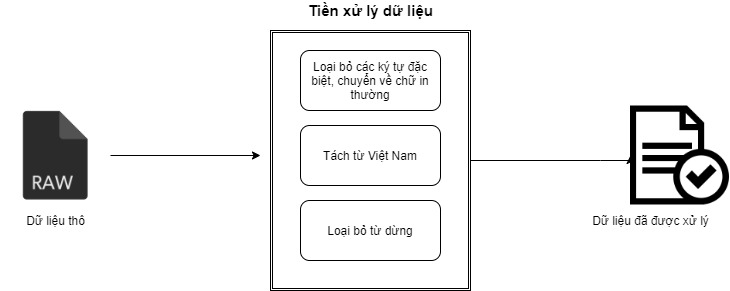 Tiền xử lý dữ liệu
Loại bỏ các ký tự đặc
biệt, chuyển về chữ in
thường
Tách từ Việt Nam
Loại bỏ từ dừng
RAW
Dữ liệu thô
Dữ liệu đã được xử lý